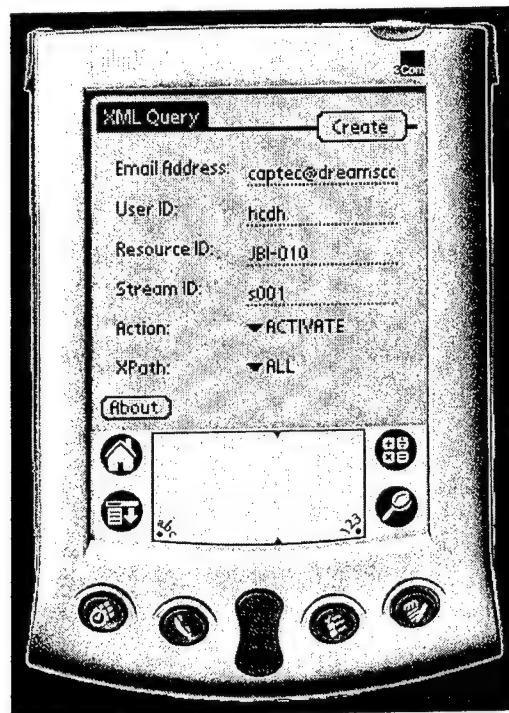 3Com
XML Query
Create
Email Address: captec@dreamscc
User ID: hcdh
Resource ID: JBI-010
Stream ID: s001
Action: ACTIVATE
XPath: ALL
About
abc
123